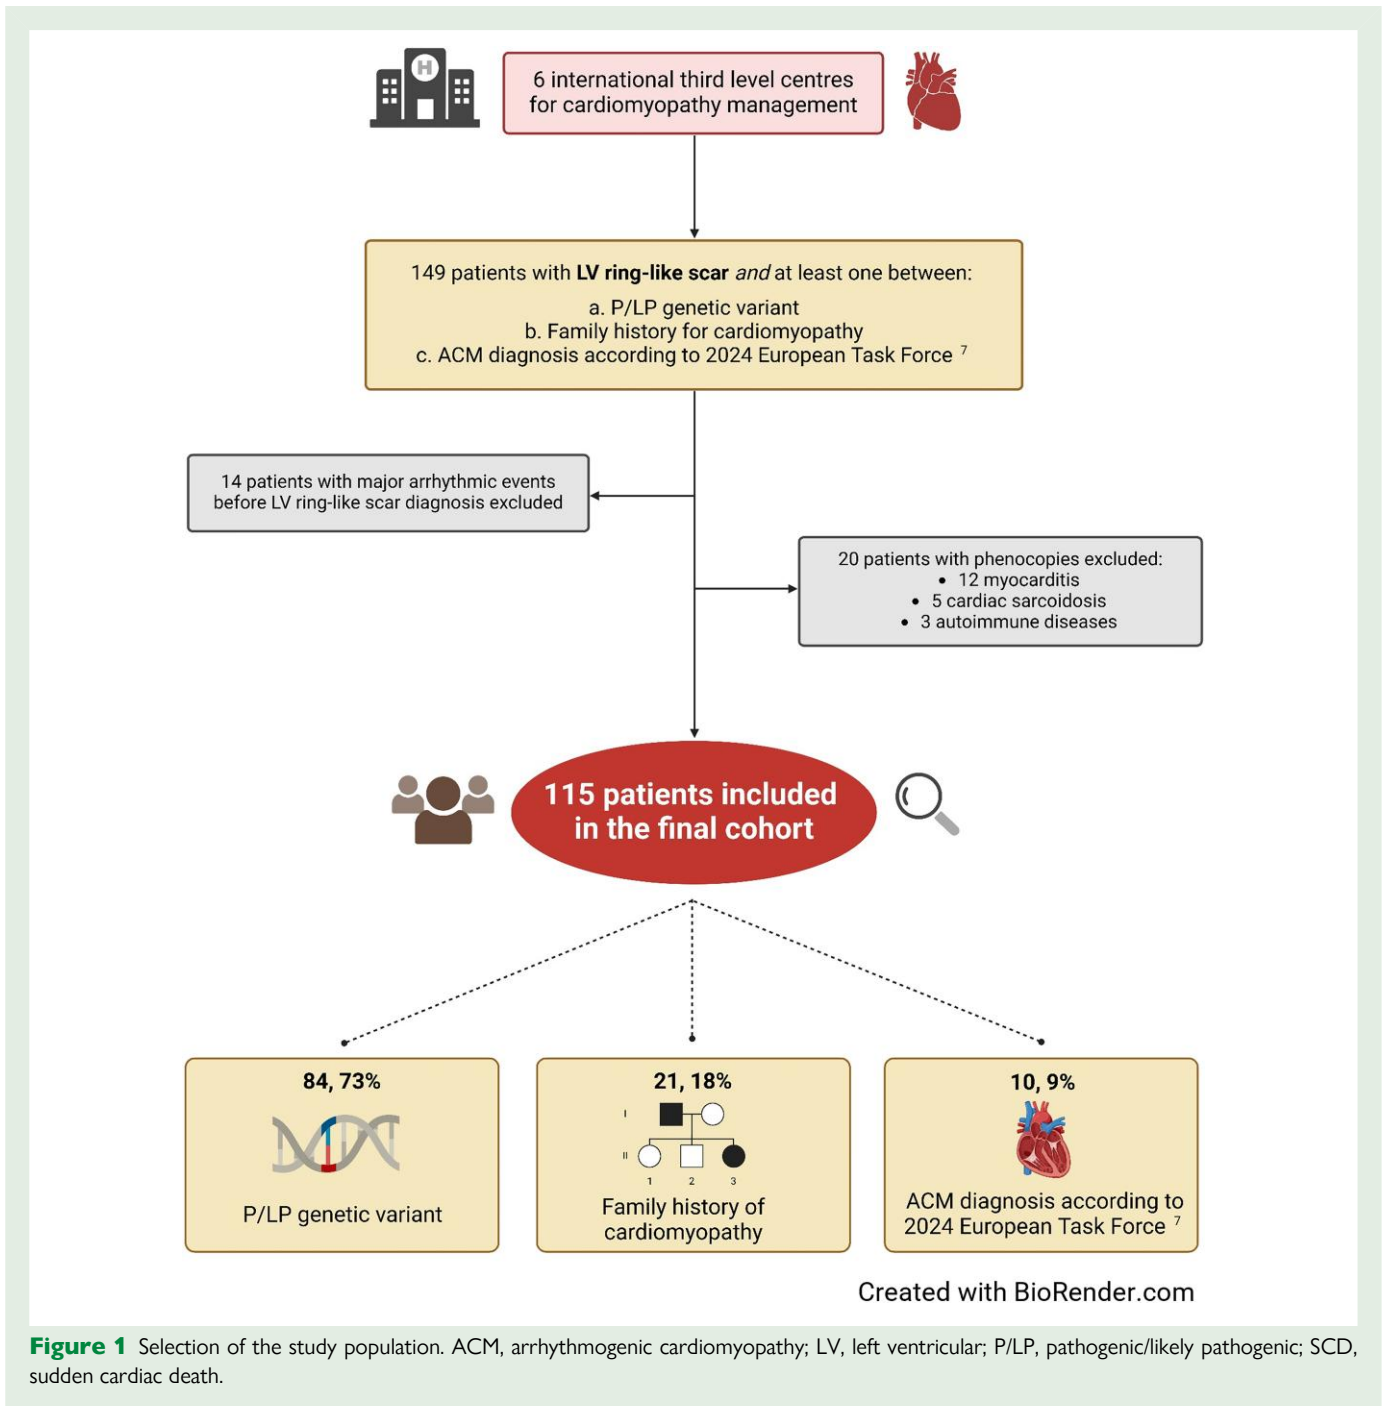 H
6 international third level centres
for cardiomyopathy management
149 patients with LV ring-like scar and at least one between:
a. P/LP genetic variant
b. Family history for cardiomyopathy
c. ACM diagnosis according to 2024 European Task Force 7
14 patients with major arrhythmic events
before LV ring-like scar diagnosis excluded
20 patients with phenocopies excluded:
• 12 myocarditis
• 5 cardiac sarcoidosis
• 3 autoimmune diseases
115 patients included
in the final cohort
84, 73%
P/LP genetic variant
21, 18%
I
II
1 2 3
Family history of
cardiomyopathy
10, 9%
ACM diagnosis according to
2024 European Task Force 7
Created with BioRender.com
Figure 1 Selection of the study population. ACM, arrhythmogenic cardiomyopathy; LV, left ventricular; P/LP, pathogenic/likely pathogenic; SCD,
sudden cardiac death.